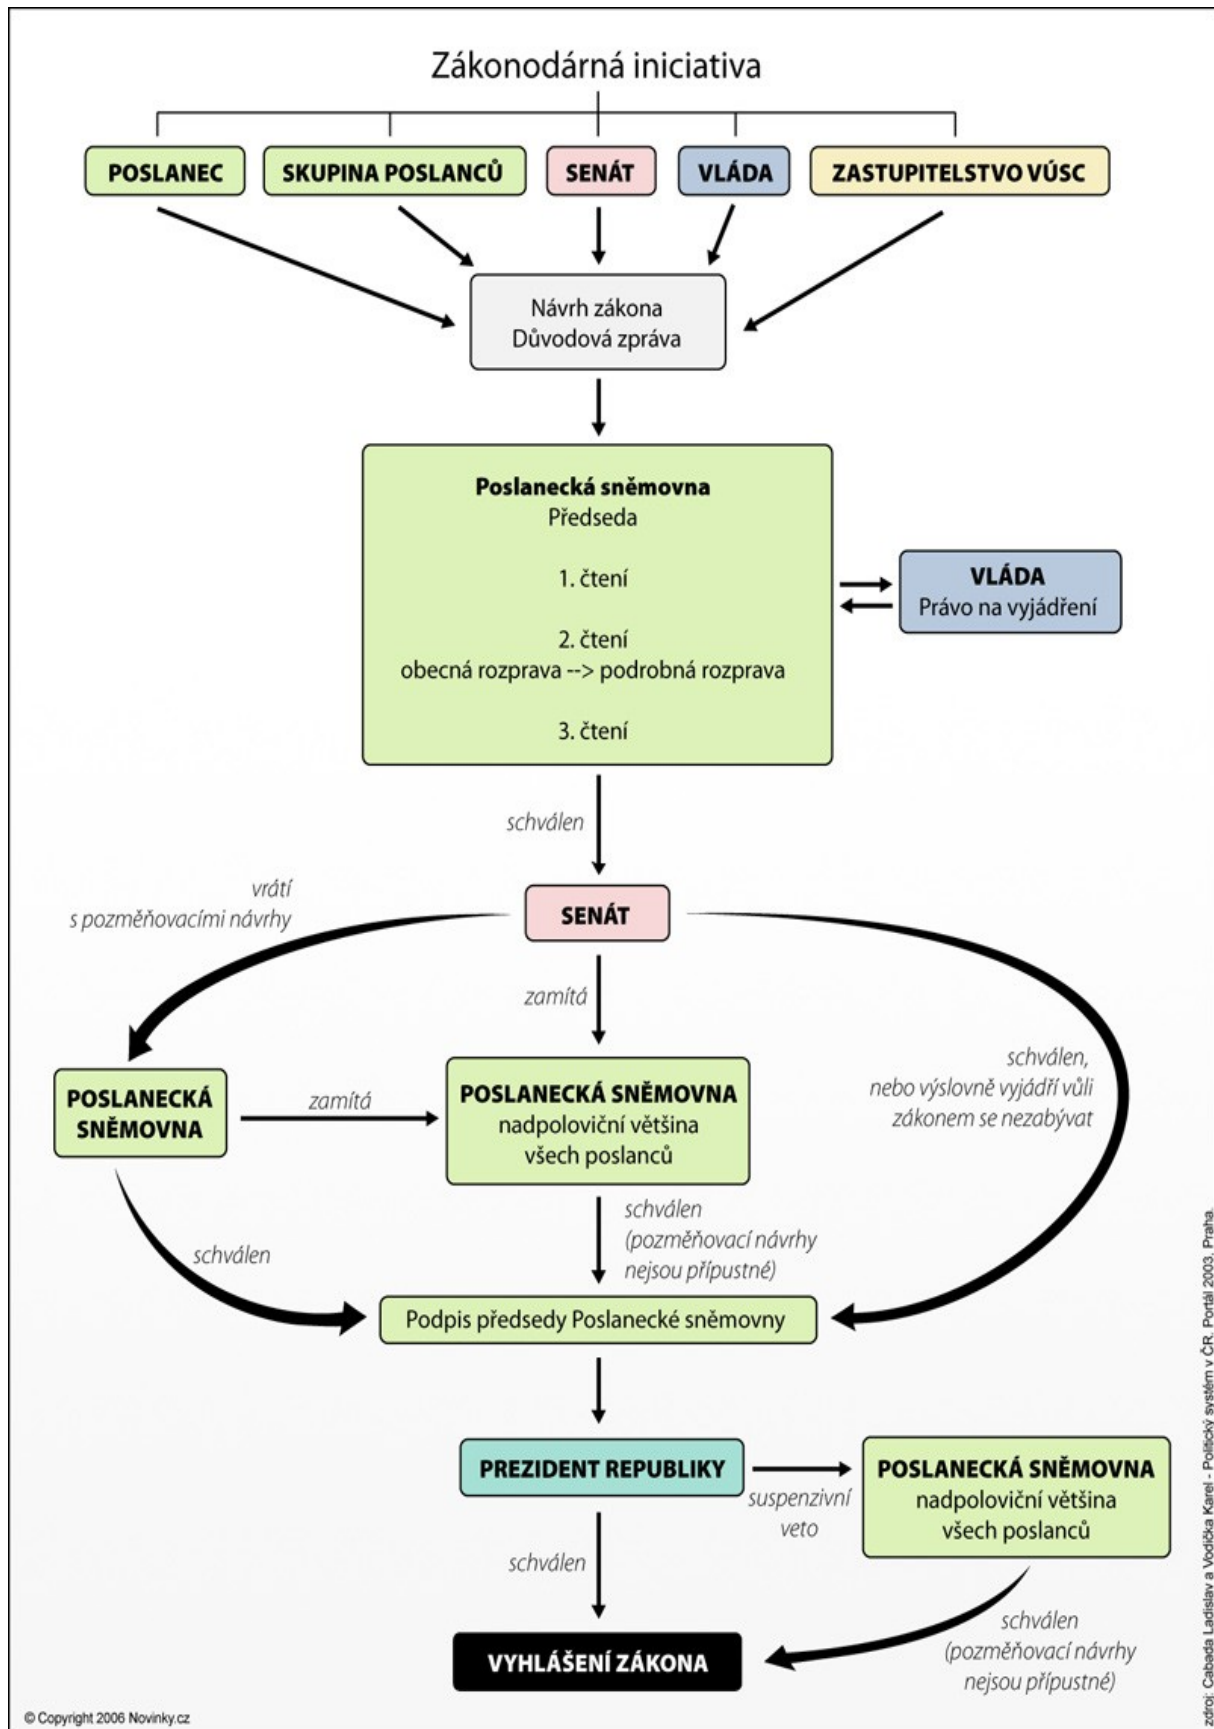 Zákonodárná iniciativa
POSLANEC
SKUPINA POSLANCŮ
SENÁT
VLÁDA
ZASTUPITELSTVO VÚSC
Návrh zákona
Důvodová zpráva
Poslanecká sněmovna
Předseda
1. čtení
2. čtení
obecná rozprava --> podrobná rozprava
3. čtení
VLÁDA
Právo na vyjádření
schválen
SENÁT
vrátí
s pozměňovacími návrhy
zamítá
schválen,
nebo výslovně vyjádří vůli
zákonem se nezabývat
POSLANECKÁ
SNĚMOVNA
zamítá
POSLANECKÁ SNĚMOVNA
nadpoloviční většina
všech poslanců
schválen
schválen
(pozměňovací návrhy
nejsou přípustné)
Podpis předsedy Poslanecké sněmovny
PREZIDENT REPUBLIKY
suspenzivní
veto
POSLANECKÁ SNĚMOVNA
nadpoloviční většina
všech poslanců
schválen
schválen
(pozměňovací návrhy
nejsou přípustné)
VYHLÁŠENÍ ZÁKONA
© Copyright 2006 Novinky.cz
zdroj: Cabada Ladislav a Vodička Karel - Politický systém v ČR. Portál 2003. Praha.